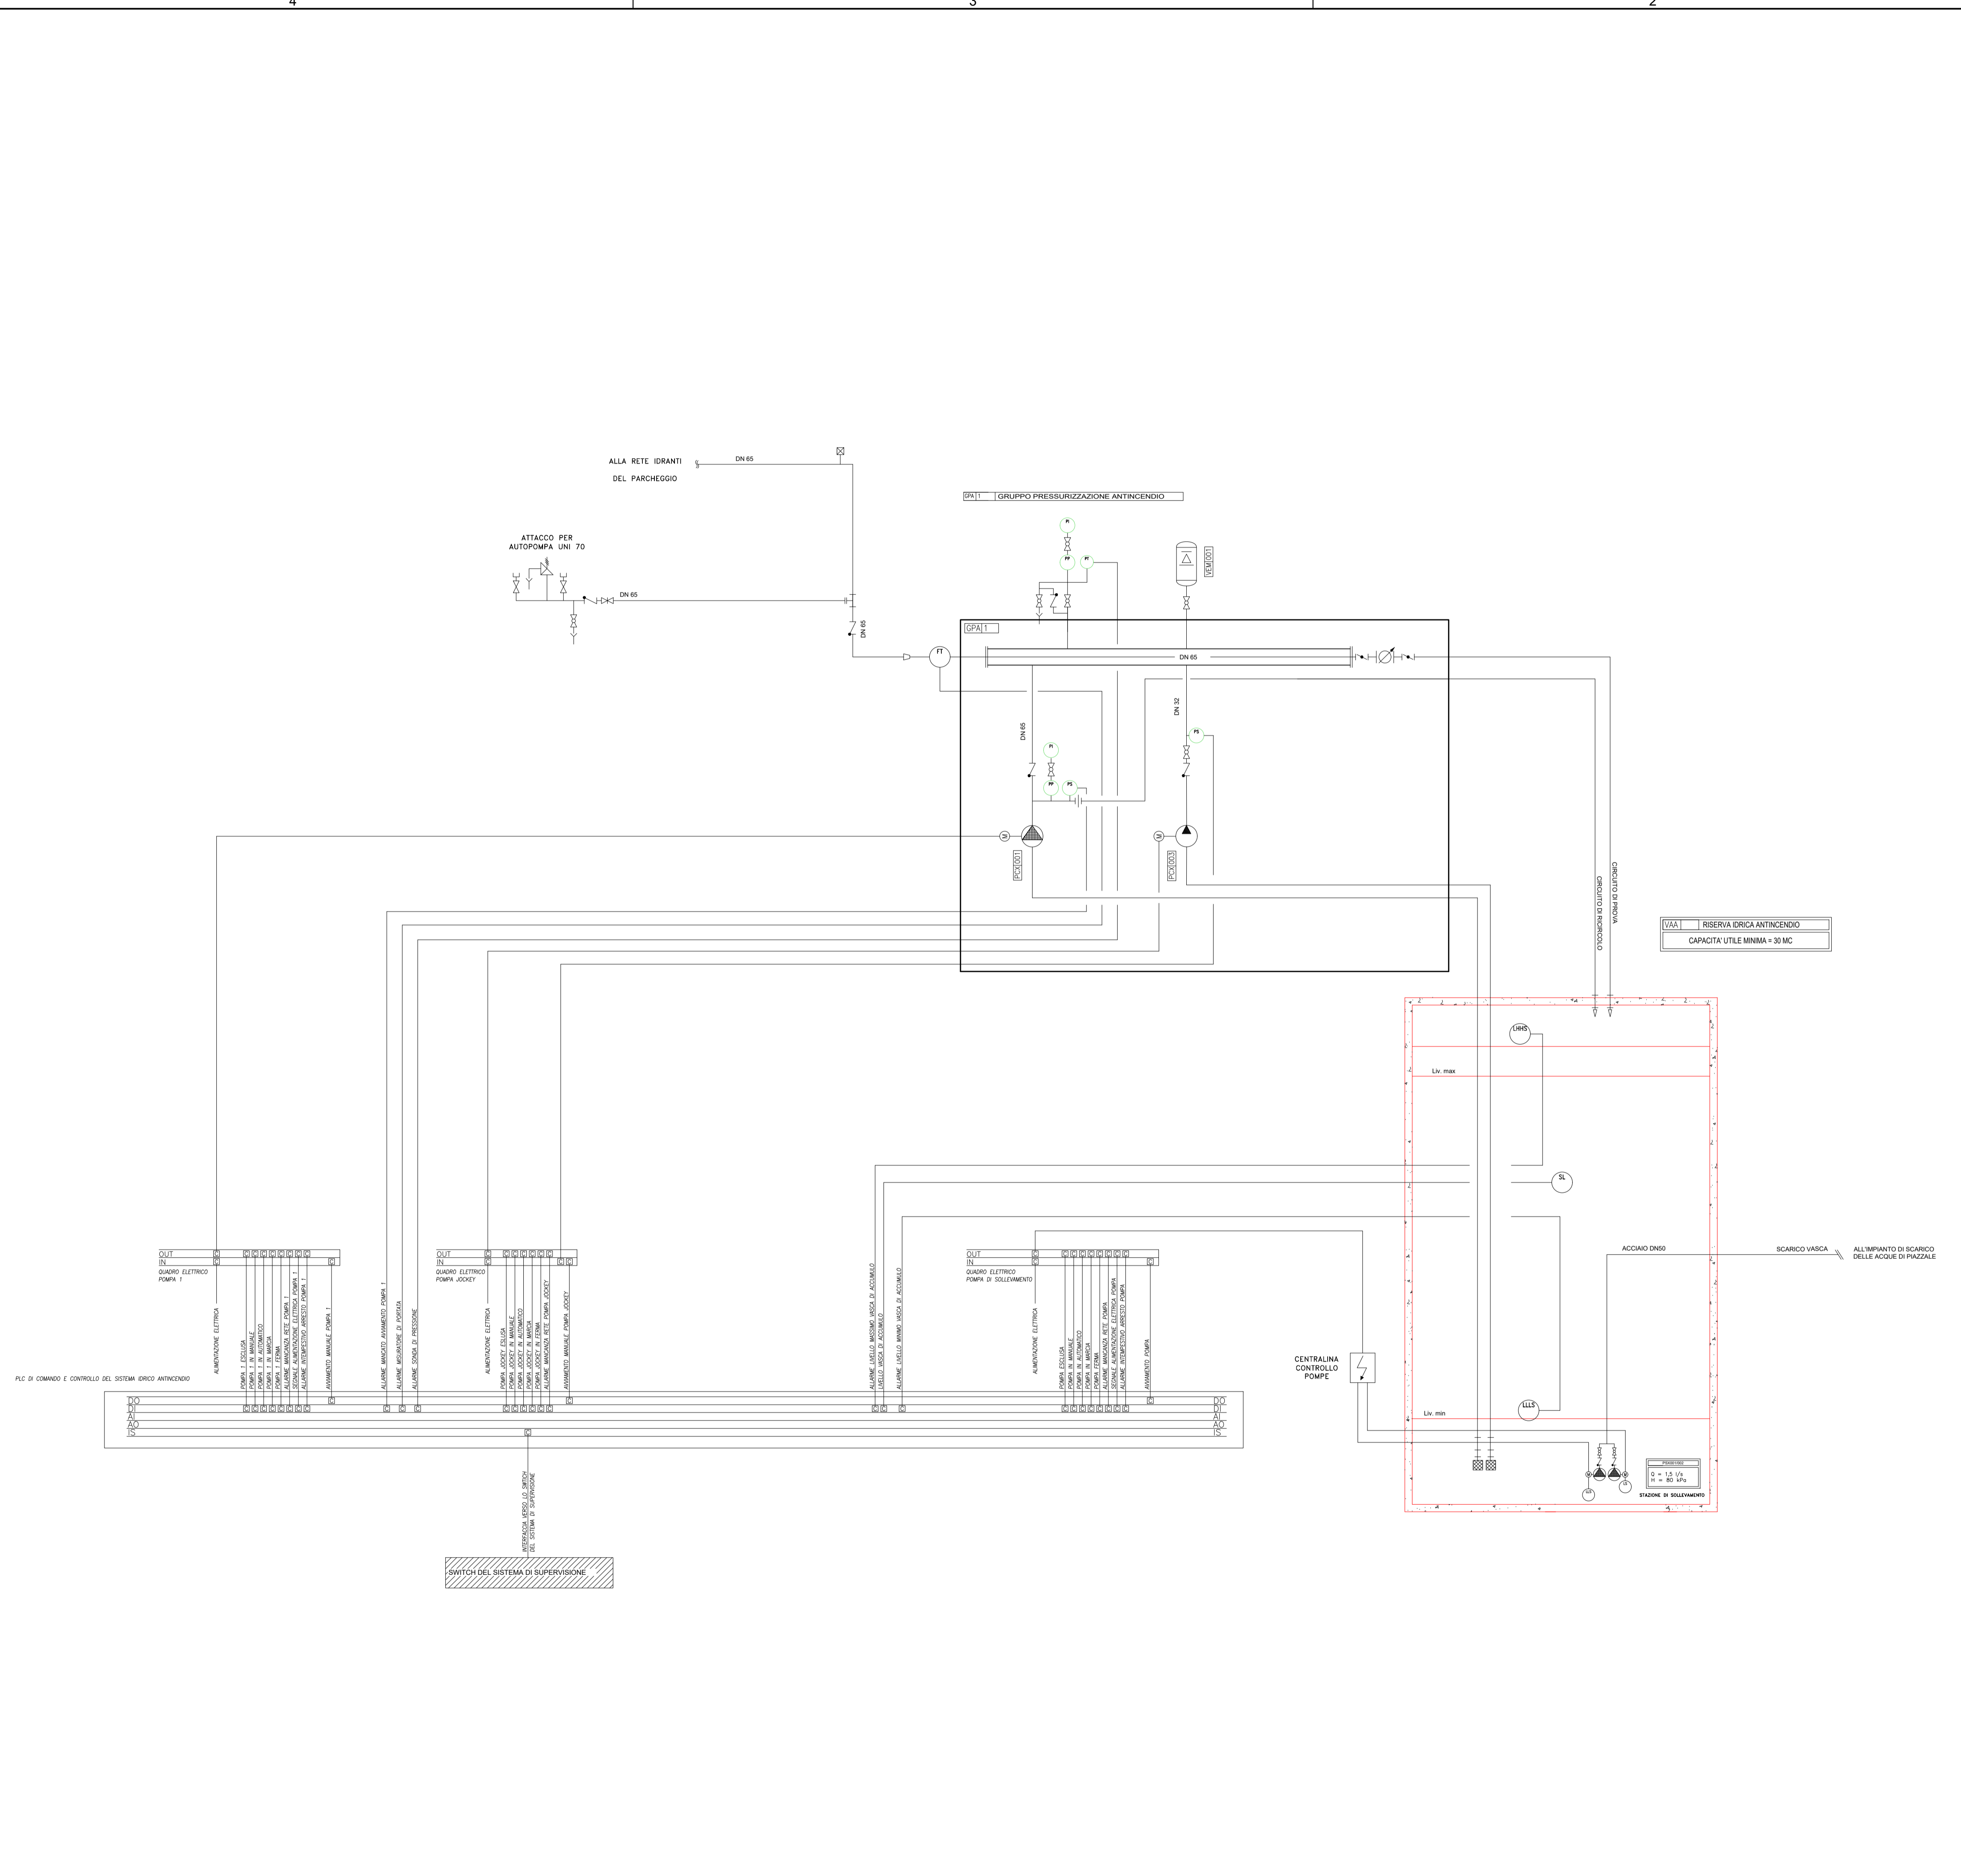 4
3
2
ALLA RETE IDRANTI
DEL PARCHEGGIO
DN 65
GPA 1 GRUPPO PRESSURIZZAZIONE ANTINCENDIO
ATTACCO PER
AUTOPOMPA UNI 70
DN 65
DN 65
PI
PP
PT
VEM 001
GPA 1
FT
DN 65
DN 65
DN 32
PI
PP
PS
PS
M
M
PCX 001
PCX 003
CIRCUITO DI RICIRCOLO
CIRCUITO DI PROVA
VAA RISERVA IDRICA ANTINCENDIO
CAPACITA' UTILE MINIMA = 30 MC
LHHS
Liv. max
SL
ACCIAIO DN50
SCARICO VASCA
ALL'IMPIANTO DI SCARICO
DELLE ACQUE DI PIAZZALE
LLLS
Liv. min
M
M
Q = 1,5 l/s
H = 80 kPa
STAZIONE DI SOLLEVAMENTO
CENTRALINA
CONTROLLO
POMPE
OUT
IN
QUADRO ELETTRICO
POMPA 1
ALIMENTAZIONE ELETTRICA
POMPA 1 ESCLUSA
POMPA 1 IN MANUALE
POMPA 1 IN AUTOMATICO
POMPA 1 IN MARCIA
POMPA 1 FERMA
ALLARME MANCANZA RETE POMPA 1
SEGNALE ALIMENTAZIONE ELETTRICA POMPA 1
ALLARME INTEMPESTIVO ARRESTO POMPA 1
AVVIAMENTO MANUALE POMPA 1
ALLARME MANCATO AVVIAMENTO POMPA 1
ALLARME MISURATORE DI PORTATA
ALLARME SONDA DI PRESSIONE
OUT
IN
QUADRO ELETTRICO
POMPA JOCKEY
ALIMENTAZIONE ELETTRICA
POMPA JOCKEY ESLUSA
POMPA JOCKEY IN MANUALE
POMPA JOCKEY IN AUTOMATICO
POMPA JOCKEY IN MARCIA
POMPA JOCKEY IN FERMA
ALLARME MANCANZA RETE POMPA JOCKEY
AVVIAMENTO MANUALE POMPA JOCKEY
ALLARME LIVELLO MASSIMO VASCA DI ACCUMULO
LIVELLO VASCA DI ACCUMULO
ALLARME LIVELLO MINIMO VASCA DI ACCUMULO
OUT
IN
QUADRO ELETTRICO
POMPA DI SOLLEVAMENTO
ALIMENTAZIONE ELETTRICA
POMPA ESCLUSA
POMPA IN MANUALE
POMPA IN AUTOMATICO
POMPA IN MARCIA
POMPA FERMA
ALLARME MANCANZA RETE POMPA
SEGNALE ALIMENTAZIONE ELETTRICA POMPA
ALLARME INTEMPESTIVO ARRESTO POMPA
AVVIAMENTO POMPA
PLC DI COMANDO E CONTROLLO DEL SISTEMA IDRICO ANTINCENDIO
DO DO
DI DI
AI AI
AO AO
IS IS
INTERFACCIA VERSO LO SWTICH
DEL SISTEMA DI SUPERVISIONE
SWITCH DEL SISTEMA DI SUPERVISIONE